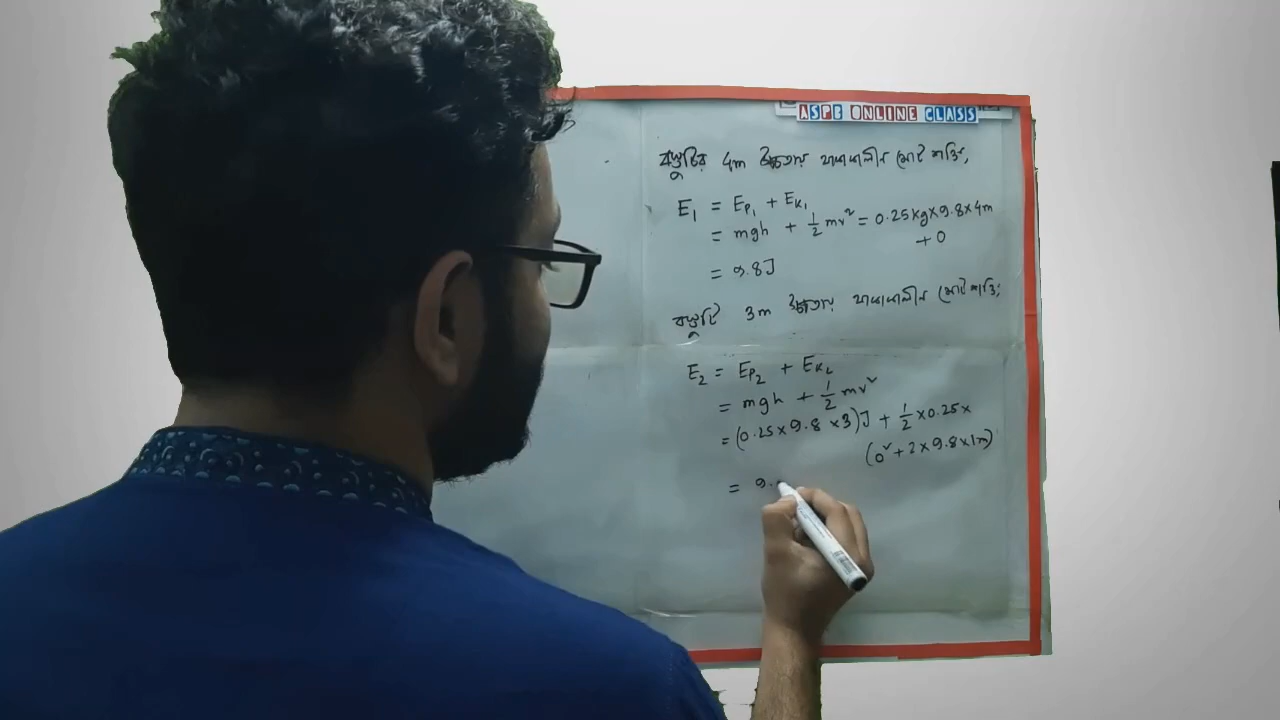 ASPB ONLINE CLASS
বস্তুটির 4m উচ্চতায় থাকাকালীন মোট শক্তি,
E₁ = Eₚ₁ + Eₖ₁
= mgh + ½mv² = 0.25kg×9.8×4m
+ 0
= 9.8J
বস্তুটি 3m উচ্চতায় থাকাকালীন মোট শক্তি;
E₂ = Eₚ₂ + Eₖ₂
= mgh + ½mv²
= (0.25×9.8×3)J + ½×0.25×
(0² + 2×9.8×1m)
= 9.